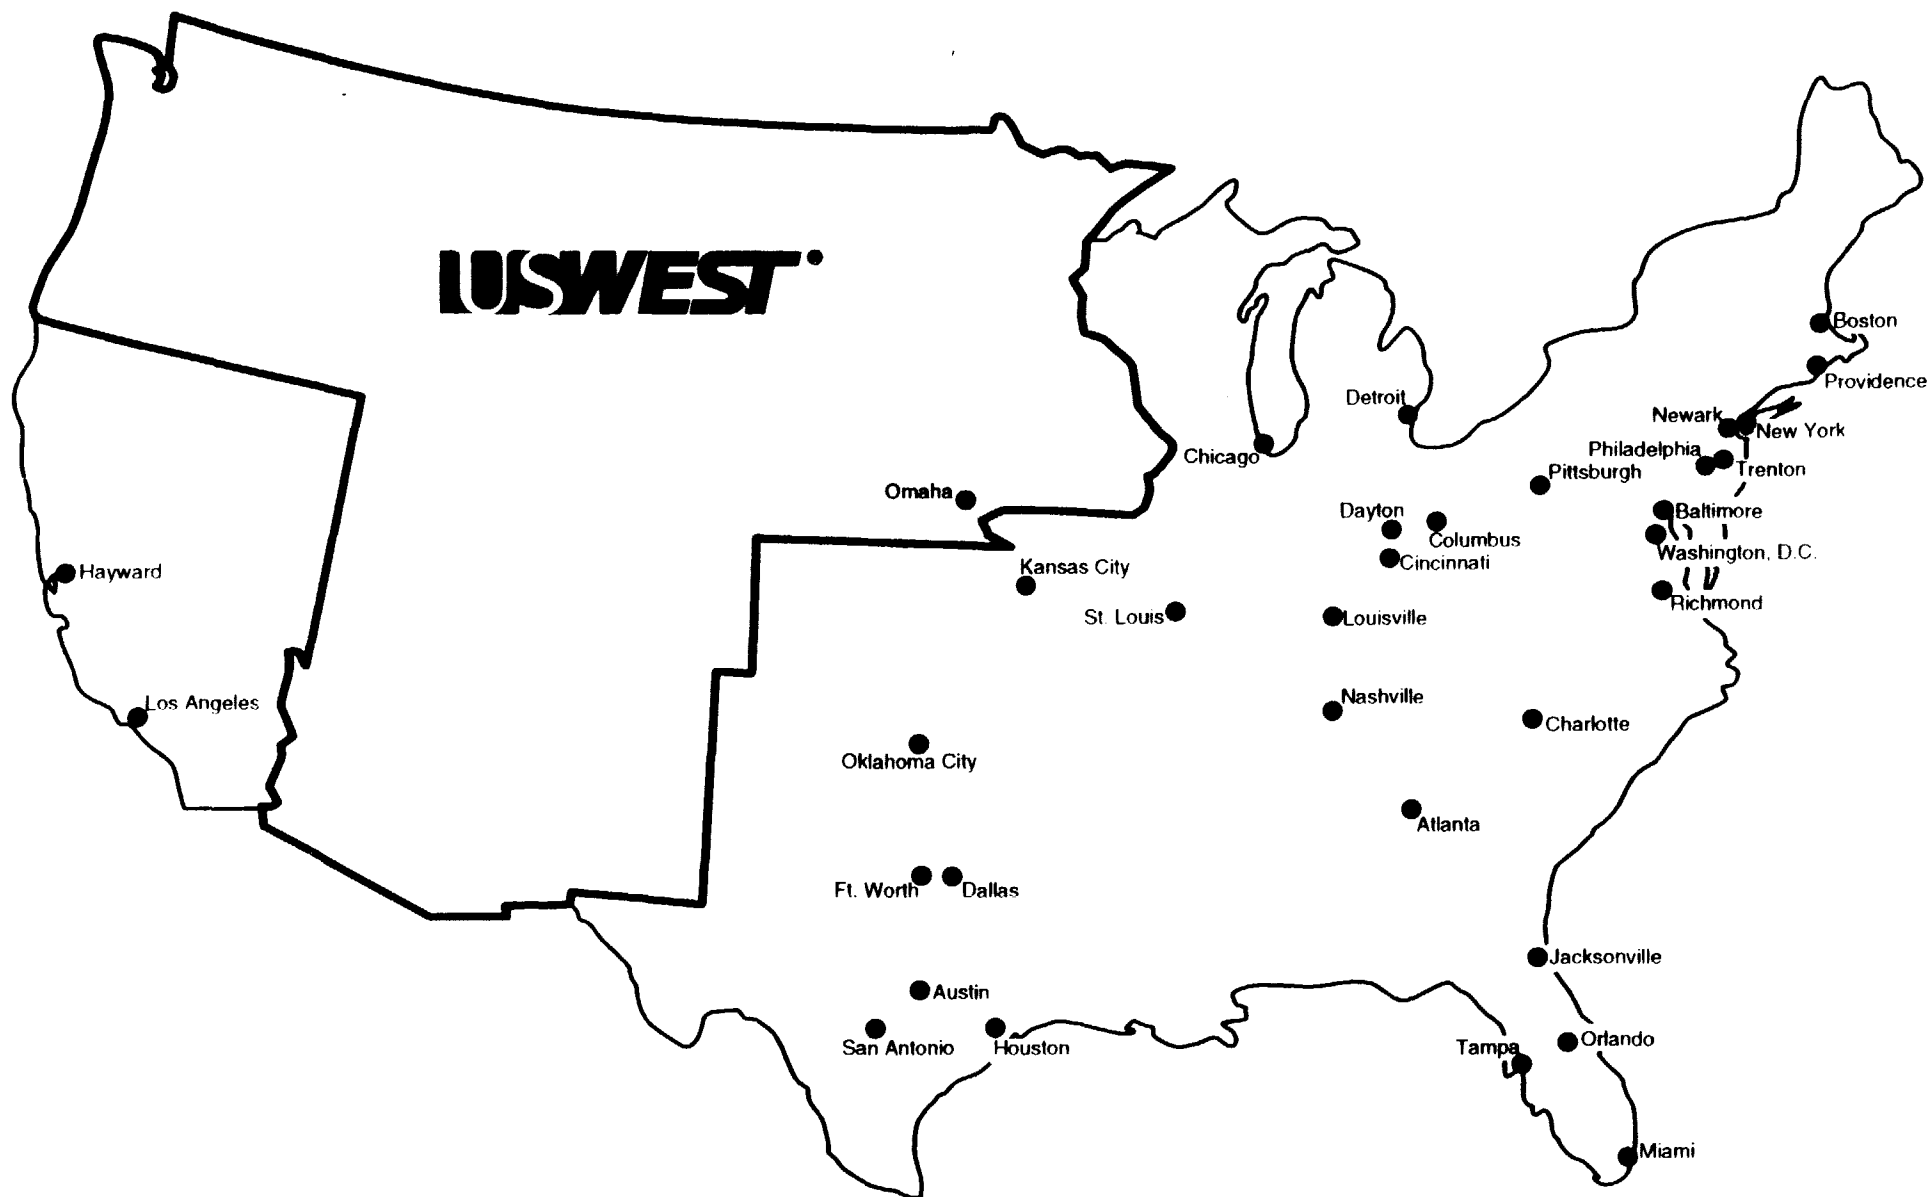 USWEST®
Boston
Providence
Detroit
Newark
New York
Philadelphia
Trenton
Chicago
Pittsburgh
Omaha
Baltimore
Dayton
Columbus
Washington, D.C.
Cincinnati
Kansas City
Hayward
Richmond
St. Louis
Louisville
Nashville
Los Angeles
Charlotte
Oklahoma City
Atlanta
Ft. Worth
Dallas
Jacksonville
Austin
Orlando
San Antonio
Houston
Tampa
Miami